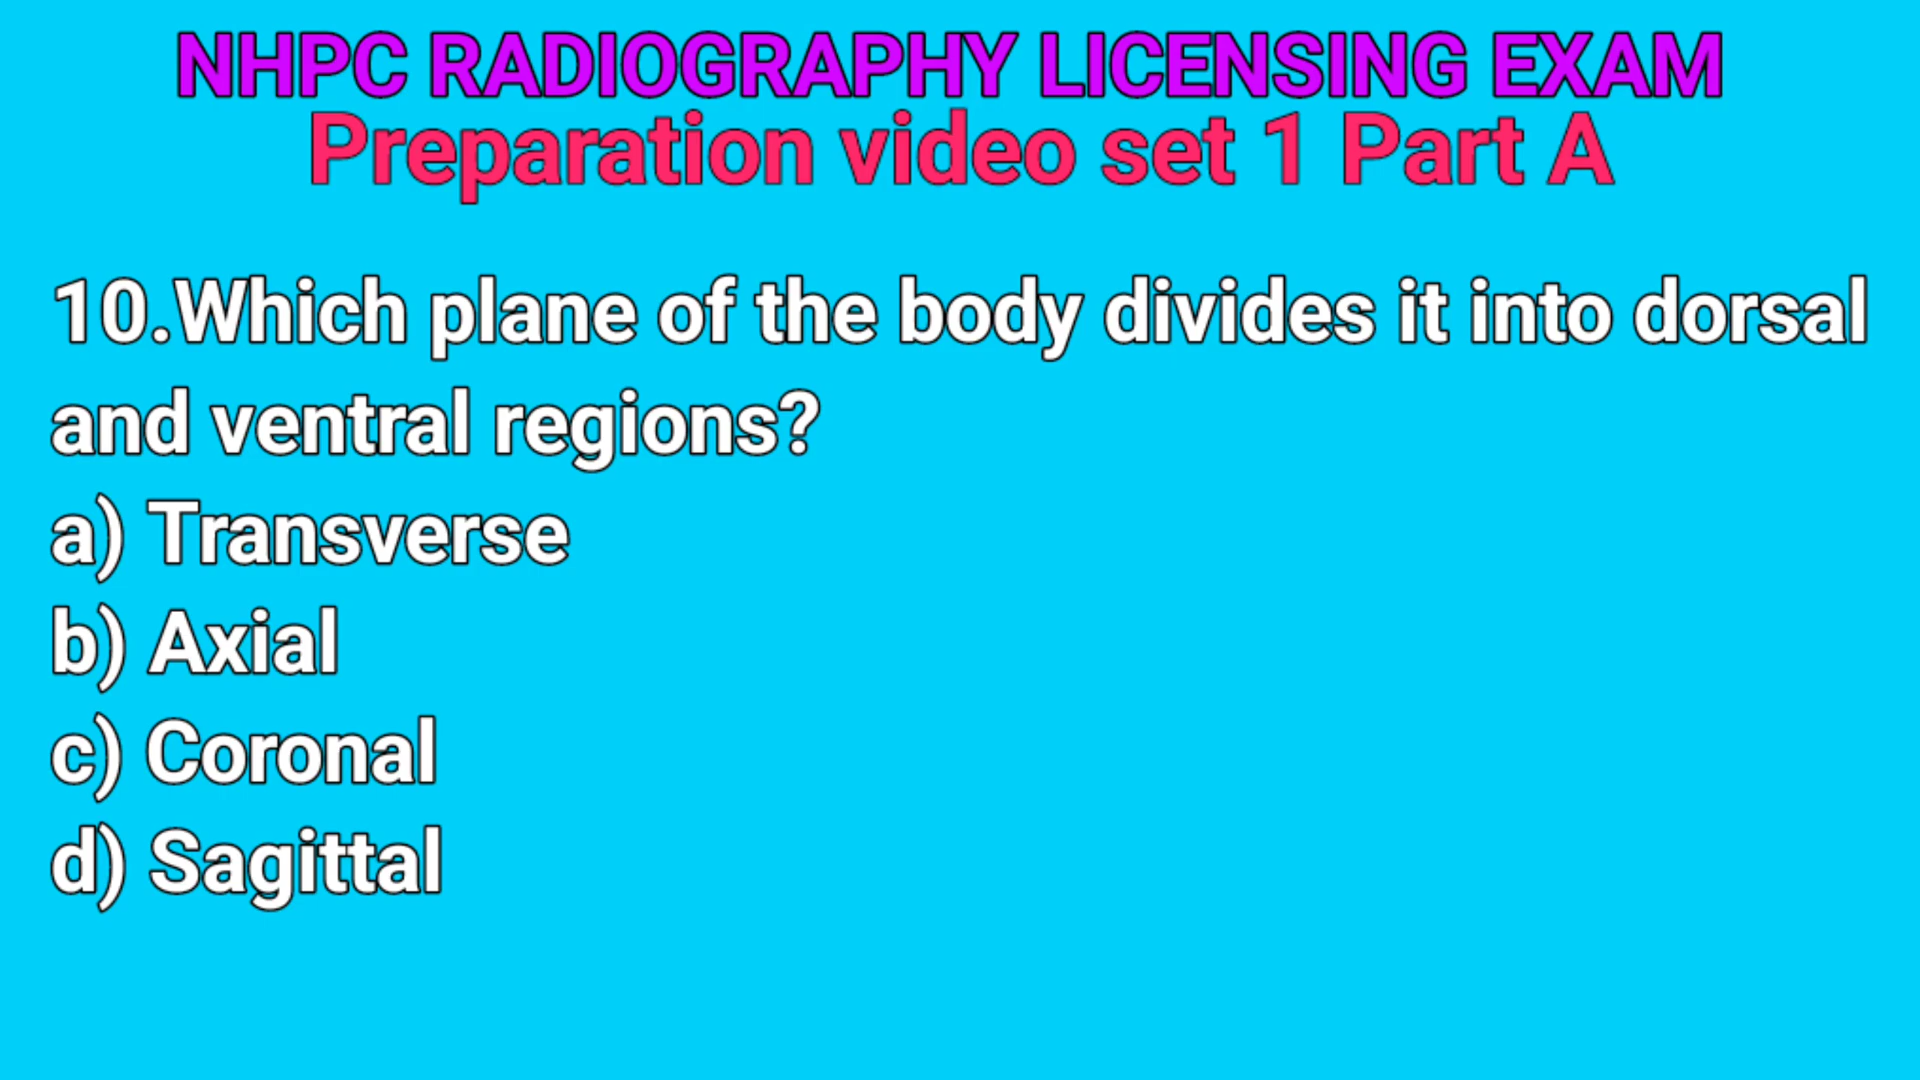 NHPC RADIOGRAPHY LICENSING EXAM
Preparation video set 1 Part A
10.Which plane of the body divides it into dorsal
and ventral regions?
a) Transverse
b) Axial
c) Coronal
d) Sagittal